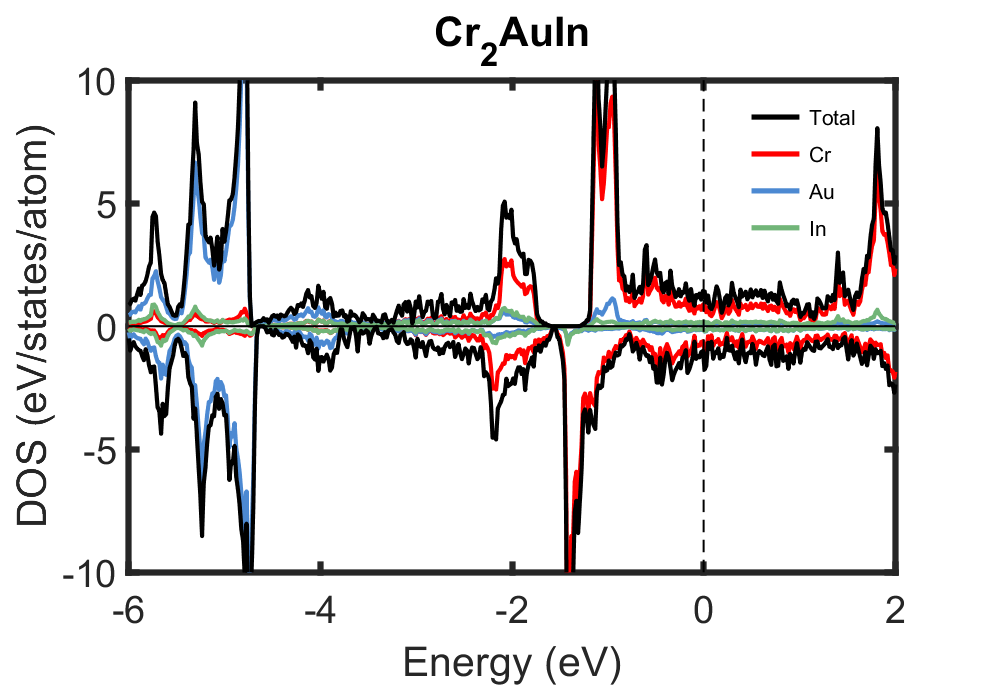 Cr2AuIn
DOS (eV/states/atom)
10
5
0
-5
-10
Total
Cr
Au
In
-6 -4 -2 0 2
Energy (eV)